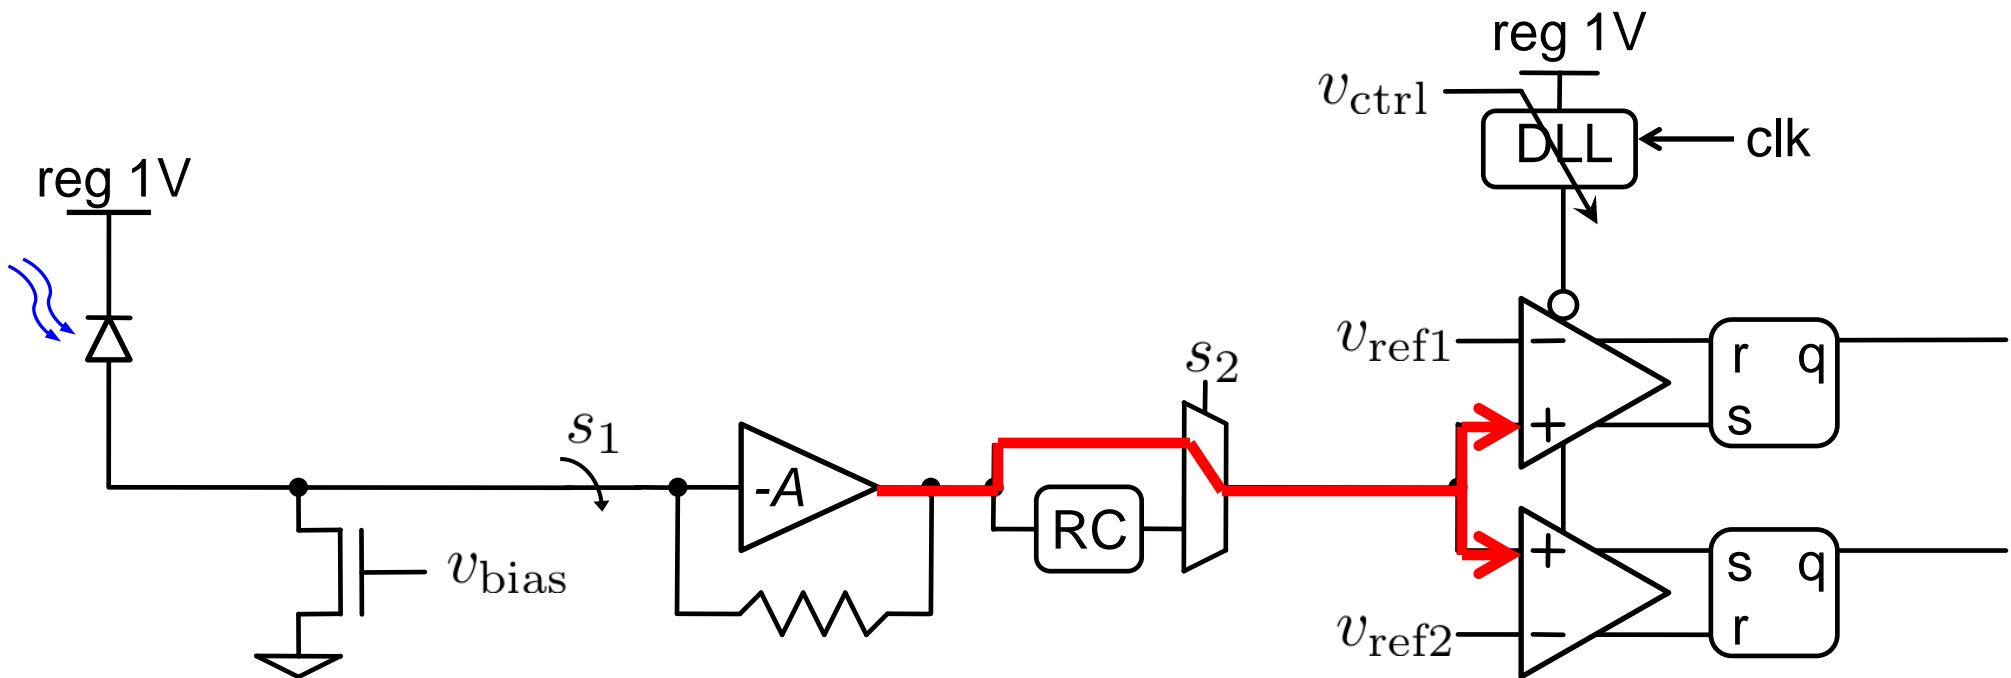 reg 1V
v_ctrl
DLL
clk
reg 1V
v_ref1
−
r q
s_2
+
s
s_1
-A
RC
+
s q
v_bias
v_ref2
−
r